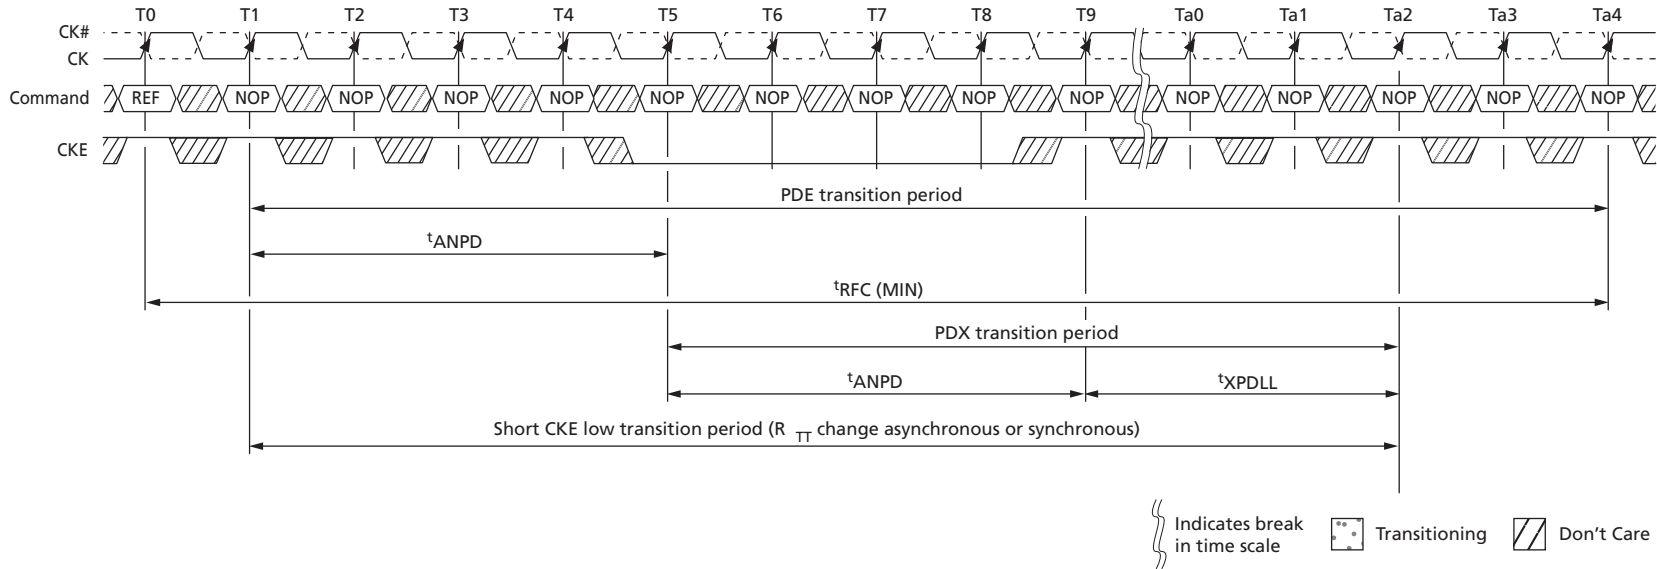 T0 T1 T2 T3 T4 T5 T6 T7 T8 T9 Ta0 Ta1 Ta2 Ta3 Ta4
CK#
CK
Command REF NOP NOP NOP NOP NOP NOP NOP NOP NOP NOP NOP NOP NOP NOP
CKE
PDE transition period
tANPD
tRFC (MIN)
PDX transition period
tANPD tXPDLL
Short CKE low transition period (R TT change asynchronous or synchronous)
Indicates break
in time scale
Transitioning
Don't Care